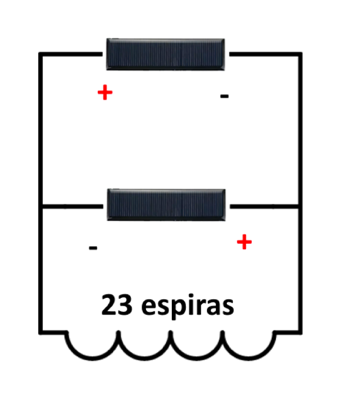 + -
- +
23 espiras